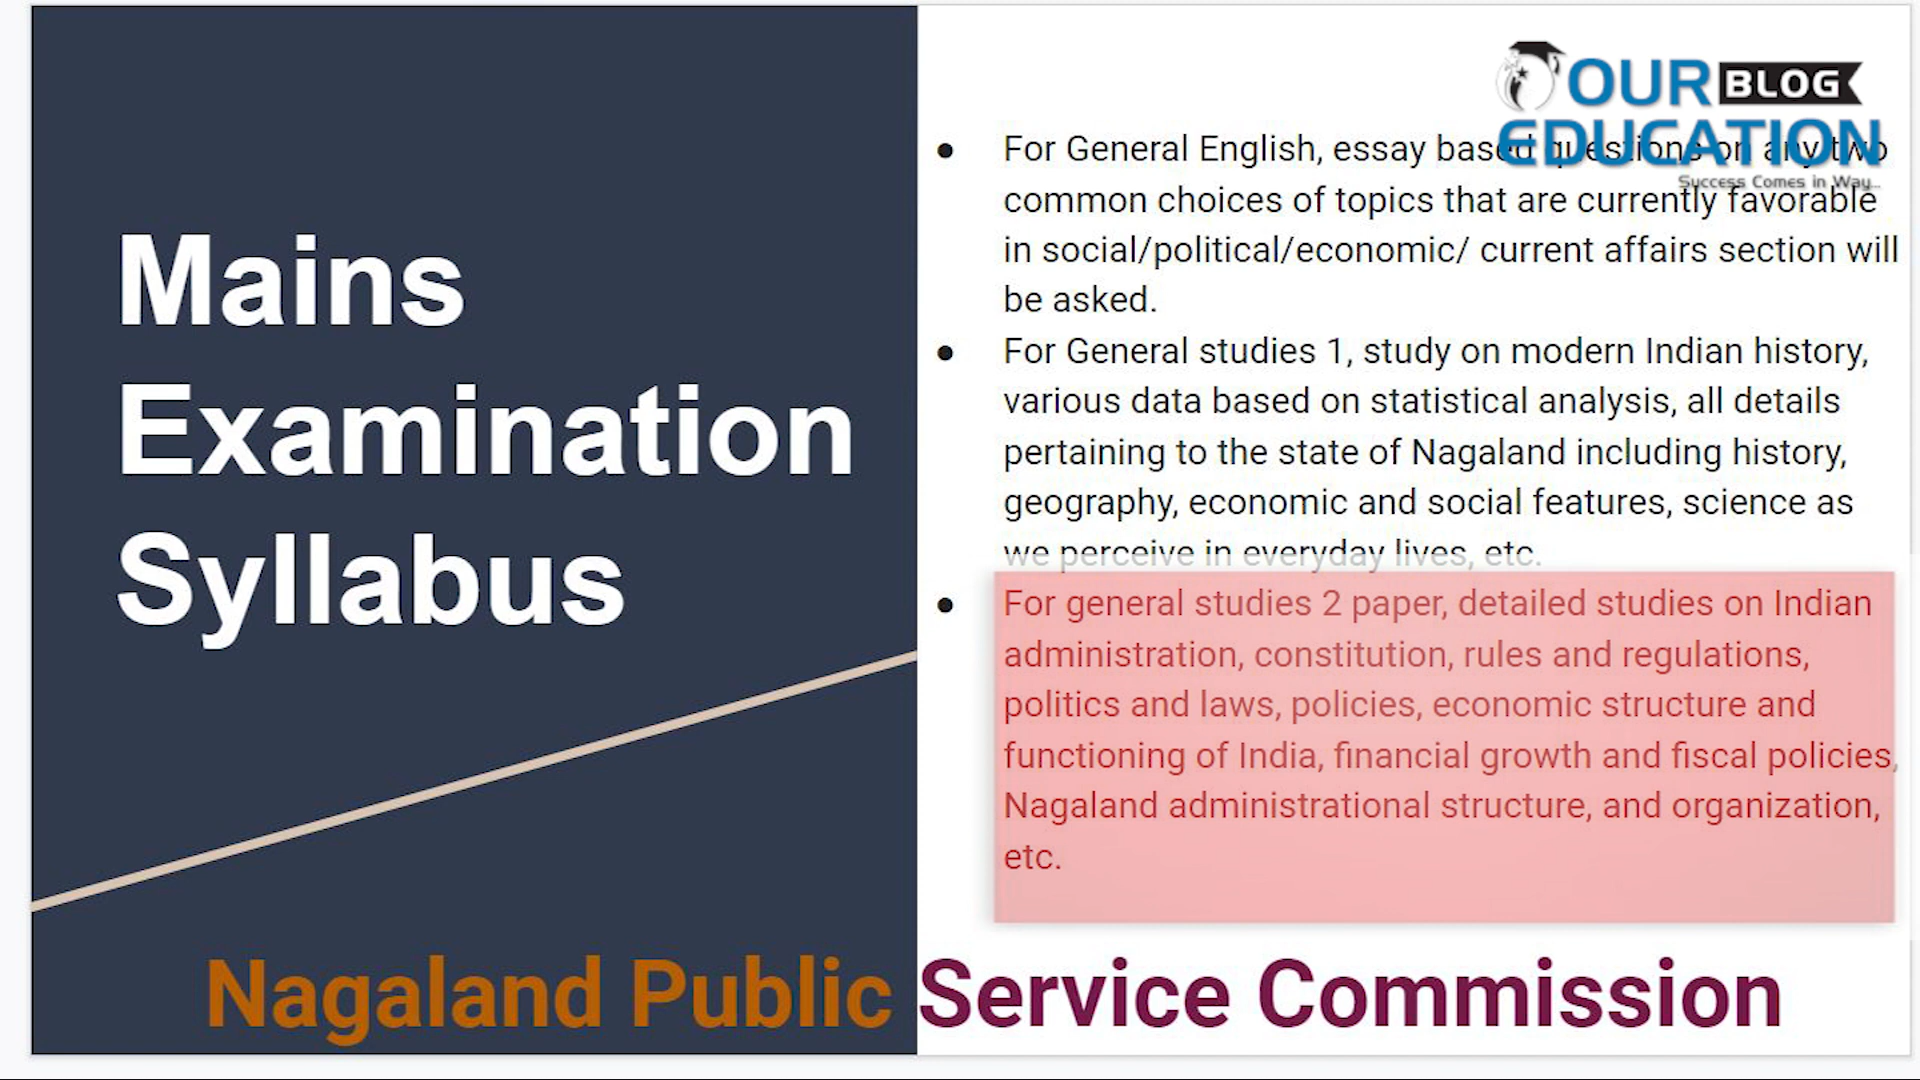 Mains
Examination
Syllabus
OUR BLOG
EDUCATION
Success Comes in Way...
● For General English, essay based questions on any two
common choices of topics that are currently favorable
in social/political/economic/ current affairs section will
be asked.
● For General studies 1, study on modern Indian history,
various data based on statistical analysis, all details
pertaining to the state of Nagaland including history,
geography, economic and social features, science as
we perceive in everyday lives, etc.
● For general studies 2 paper, detailed studies on Indian
administration, constitution, rules and regulations,
politics and laws, policies, economic structure and
functioning of India, financial growth and fiscal policies,
Nagaland administrational structure, and organization,
etc.
Nagaland Public Service Commission